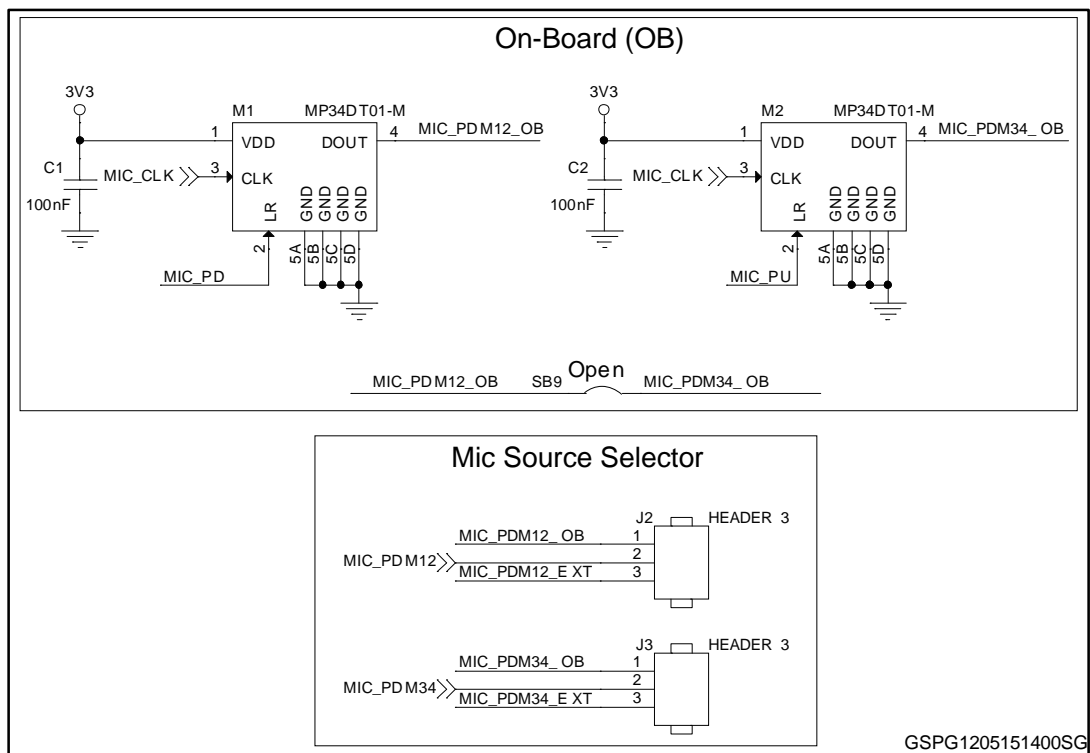 On-Board (OB)
3V3
M1 MP34DT01-M
1 VDD DOUT 4 MIC_PDM12_OB
C1
100nF
MIC_CLK 3 CLK
LR GND GND GND GND
2 5A 5B 5C 5D
MIC_PD
3V3
M2 MP34DT01-M
1 VDD DOUT 4 MIC_PDM34_OB
C2
100nF
MIC_CLK 3 CLK
LR GND GND GND GND
2 5A 5B 5C 5D
MIC_PU
Open
MIC_PDM12_OB SB9 MIC_PDM34_OB
Mic Source Selector
J2 HEADER 3
MIC_PDM12_OB 1
MIC_PDM12 2
MIC_PDM12_EXT 3
J3 HEADER 3
MIC_PDM34_OB 1
MIC_PDM34 2
MIC_PDM34_EXT 3
GSPG1205151400SG